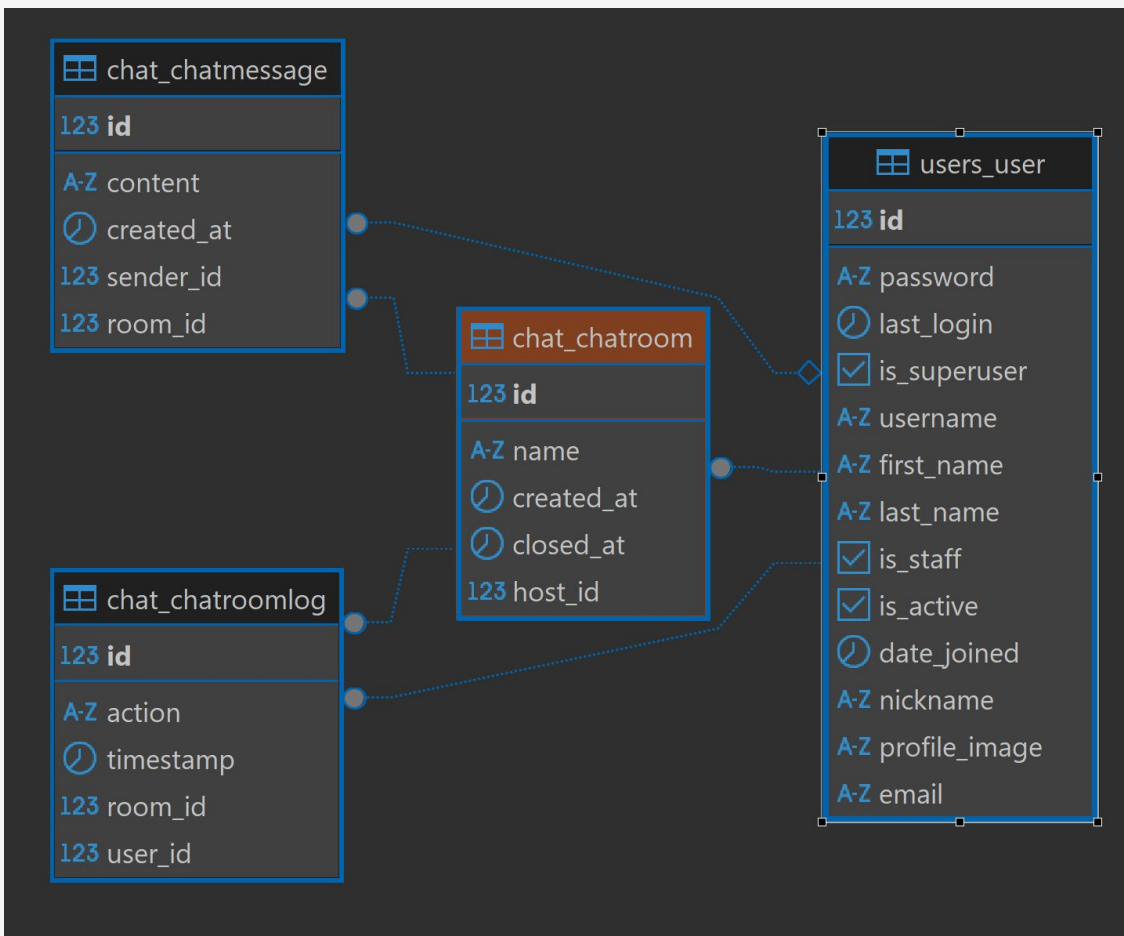 chat_chatmessage
123 id
A-Z content
created_at
123 sender_id
123 room_id
chat_chatroom
123 id
A-Z name
created_at
closed_at
123 host_id
chat_chatroomlog
123 id
A-Z action
timestamp
123 room_id
123 user_id
users_user
123 id
A-Z password
last_login
is_superuser
A-Z username
A-Z first_name
A-Z last_name
is_staff
is_active
date_joined
A-Z nickname
A-Z profile_image
A-Z email